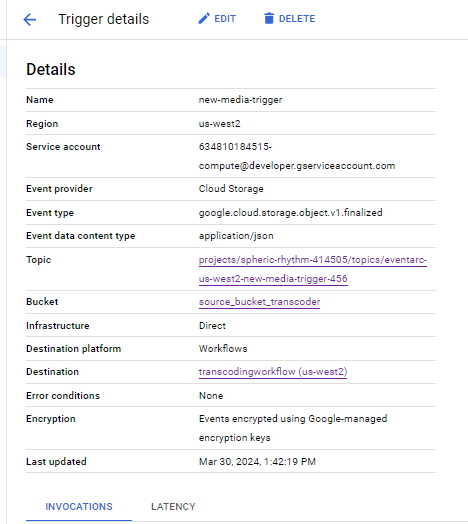 Trigger details
EDIT
DELETE
Details
Name new-media-trigger
Region us-west2
Service account 634810184515-
compute@developer.gserviceaccount.com
Event provider Cloud Storage
Event type google.cloud.storage.object.v1.finalized
Event data content type application/json
Topic projects/spheric-rhythm-414505/topics/eventarc-
us-west2-new-media-trigger-456
Bucket source_bucket_transcoder
Infrastructure Direct
Destination platform Workflows
Destination transcodingworkflow (us-west2)
Error conditions None
Encryption Events encrypted using Google-managed
encryption keys
Last updated Mar 30, 2024, 1:42:19 PM
INVOCATIONS
LATENCY